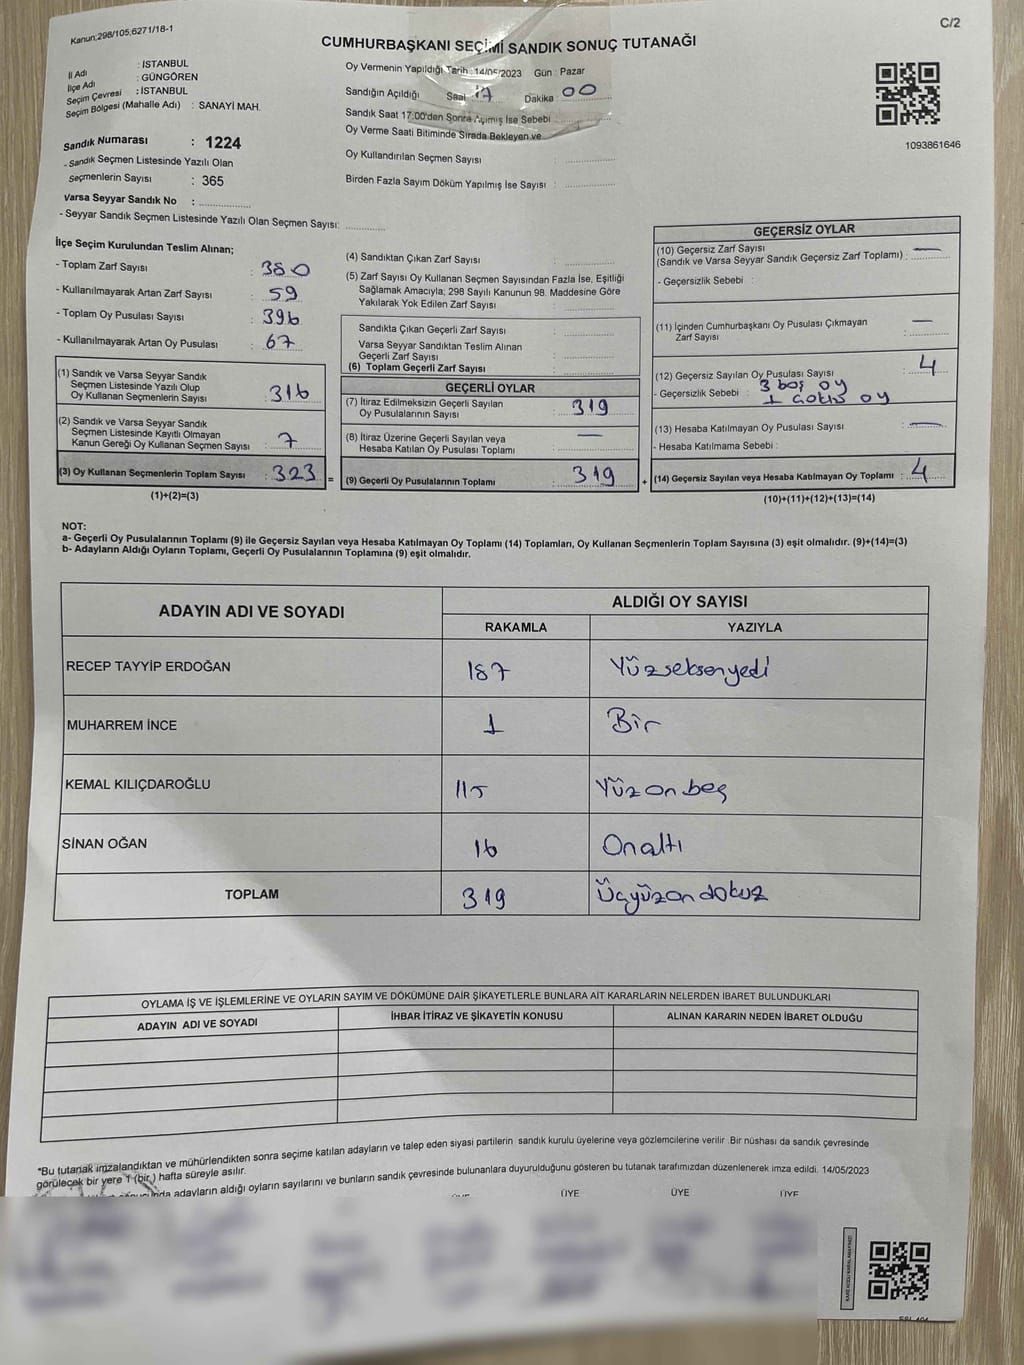 Kanun:298/105,6271/18-1
C/2
CUMHURBAŞKANI SEÇİMİ SANDIK SONUÇ TUTANAĞI
İl Adı : İSTANBUL
İlçe Adı : GÜNGÖREN
Seçim Çevresi : İSTANBUL
Seçim Bölgesi (Mahalle Adı) : SANAYİ MAH.
Oy Vermenin Yapıldığı Tarih : 14/05/2023 Gün : Pazar
Sandığın Açıldığı Saat : 17 Dakika : 00
Sandık Saat 17.00'den Sonra Açılmış İse Sebebi :
Oy Verme Saati Bitiminde Sırada Bekleyen ve
Oy Kullandırılan Seçmen Sayısı :
Birden Fazla Sayım Döküm Yapılmış İse Sayısı :
1093861646
Sandık Numarası : 1224
- Sandık Seçmen Listesinde Yazılı Olan
Seçmenlerin Sayısı : 365
Varsa Seyyar Sandık No :
- Seyyar Sandık Seçmen Listesinde Yazılı Olan Seçmen Sayısı:
İlçe Seçim Kurulundan Teslim Alınan;
- Toplam Zarf Sayısı : 380
- Kullanılmayarak Artan Zarf Sayısı : 59
- Toplam Oy Pusulası Sayısı : 396
- Kullanılmayarak Artan Oy Pusulası : 67
(1) Sandık ve Varsa Seyyar Sandık
Seçmen Listesinde Yazılı Olup
Oy Kullanan Seçmenlerin Sayısı : 316
(2) Sandık ve Varsa Seyyar Sandık
Seçmen Listesinde Kayıtlı Olmayan
Kanun Gereği Oy Kullanan Seçmen Sayısı : 7
(3) Oy Kullanan Seçmenlerin Toplam Sayısı : 323 =
(1)+(2)=(3)
(4) Sandıktan Çıkan Zarf Sayısı :
(5) Zarf Sayısı Oy Kullanan Seçmen Sayısından Fazla İse, Eşitliği
Sağlamak Amacıyla; 298 Sayılı Kanunun 98. Maddesine Göre
Yakılarak Yok Edilen Zarf Sayısı :
Sandıkta Çıkan Geçerli Zarf Sayısı :
Varsa Seyyar Sandıktan Teslim Alınan
Geçerli Zarf Sayısı :
(6) Toplam Geçerli Zarf Sayısı :
GEÇERLİ OYLAR
(7) İtiraz Edilmeksizin Geçerli Sayılan
Oy Pusulalarının Sayısı : 319
(8) İtiraz Üzerine Geçerli Sayılan veya
Hesaba Katılan Oy Pusulası Toplamı : —
(9) Geçerli Oy Pusulalarının Toplamı : 319 +
GEÇERSİZ OYLAR
(10) Geçersiz Zarf Sayısı
(Sandık ve Varsa Seyyar Sandık Geçersiz Zarf Toplamı) : —
- Geçersizlik Sebebi :
(11) İçinden Cumhurbaşkanı Oy Pusulası Çıkmayan
Zarf Sayısı : —
(12) Geçersiz Sayılan Oy Pusulası Sayısı : 4
- Geçersizlik Sebebi : 3 boş oy
1 oy
(13) Hesaba Katılmayan Oy Pusulası Sayısı : —
- Hesaba Katılmama Sebebi :
(14) Geçersiz Sayılan veya Hesaba Katılmayan Oy Toplamı : 4
(10)+(11)+(12)+(13)=(14)
NOT:
a- Geçerli Oy Pusulalarının Toplamı (9) ile Geçersiz Sayılan veya Hesaba Katılmayan Oy Toplamı (14) Toplamları, Oy Kullanan Seçmenlerin Toplam Sayısına (3) eşit olmalıdır. (9)+(14)=(3)
b- Adayların Aldığı Oyların Toplamı, Geçerli Oy Pusulalarının Toplamına (9) eşit olmalıdır.
ADAYIN ADI VE SOYADI
ALDIĞI OY SAYISI
RAKAMLA YAZIYLA
RECEP TAYYİP ERDOĞAN 187 Yüzseksenyedi
MUHARREM İNCE 1 Bir
KEMAL KILIÇDAROĞLU 115 Yüzonbeş
SİNAN OĞAN 16 Onaltı
TOPLAM 319 Üçyüzondokuz
OYLAMA İŞ VE İŞLEMLERİNE VE OYLARIN SAYIM VE DÖKÜMÜNE DAİR ŞİKAYETLERLE BUNLARA AİT KARARLARIN NELERDEN İBARET BULUNDUKLARI
ADAYIN ADI VE SOYADI İHBAR İTİRAZ VE ŞİKAYETİN KONUSU ALINAN KARARIN NEDEN İBARET OLDUĞU
*Bu tutanak imzalandıktan ve mühürlendikten sonra seçime katılan adayların ve talep eden siyasi partilerin sandık kurulu üyelerine veya gözlemcilerine verilir .Bir nüshası da sandık çevresinde
görülecek bir yere 1 (bir) hafta süreyle asılır.
adayların aldığı oyların sayılarını ve bunların sandık çevresinde bulunanlara duyurulduğunu gösteren bu tutanak tarafımızdan düzenlenerek imza edildi. 14/05/2023
ÜYE ÜYE ÜYE